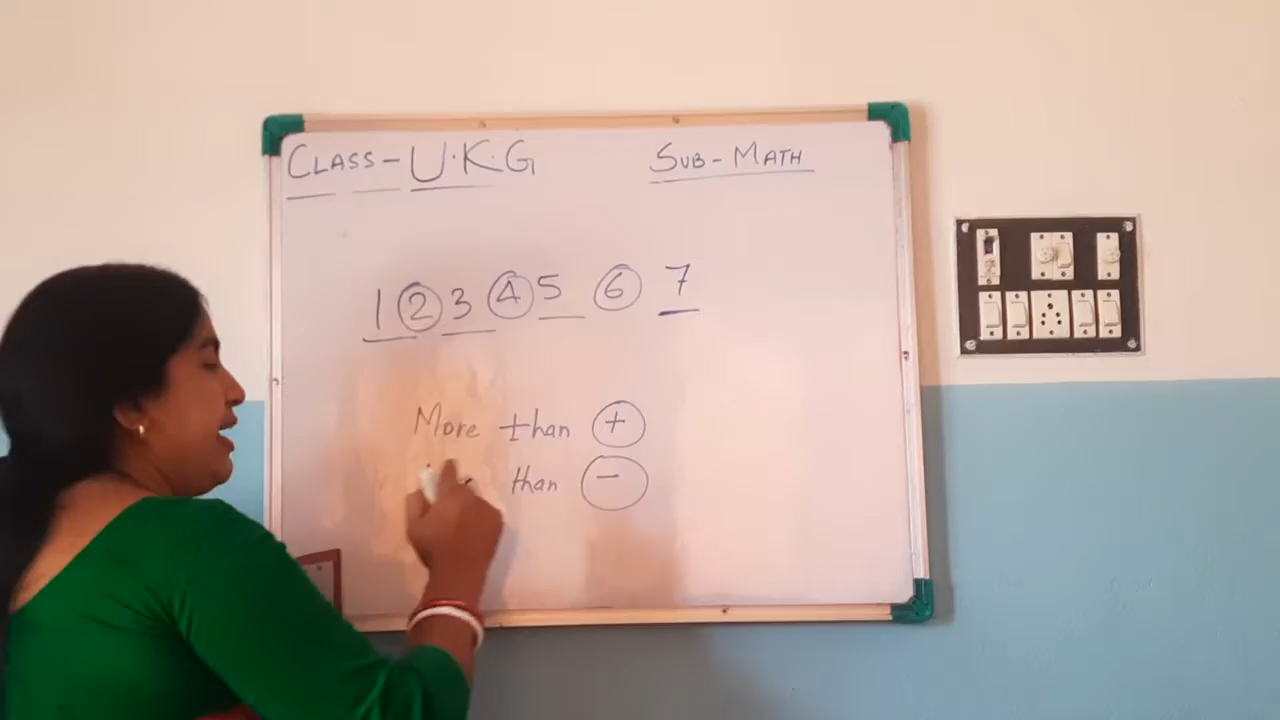 CLASS - U.K.G
SUB - MATH
1 2 3 4 5 6 7
More than +
than -